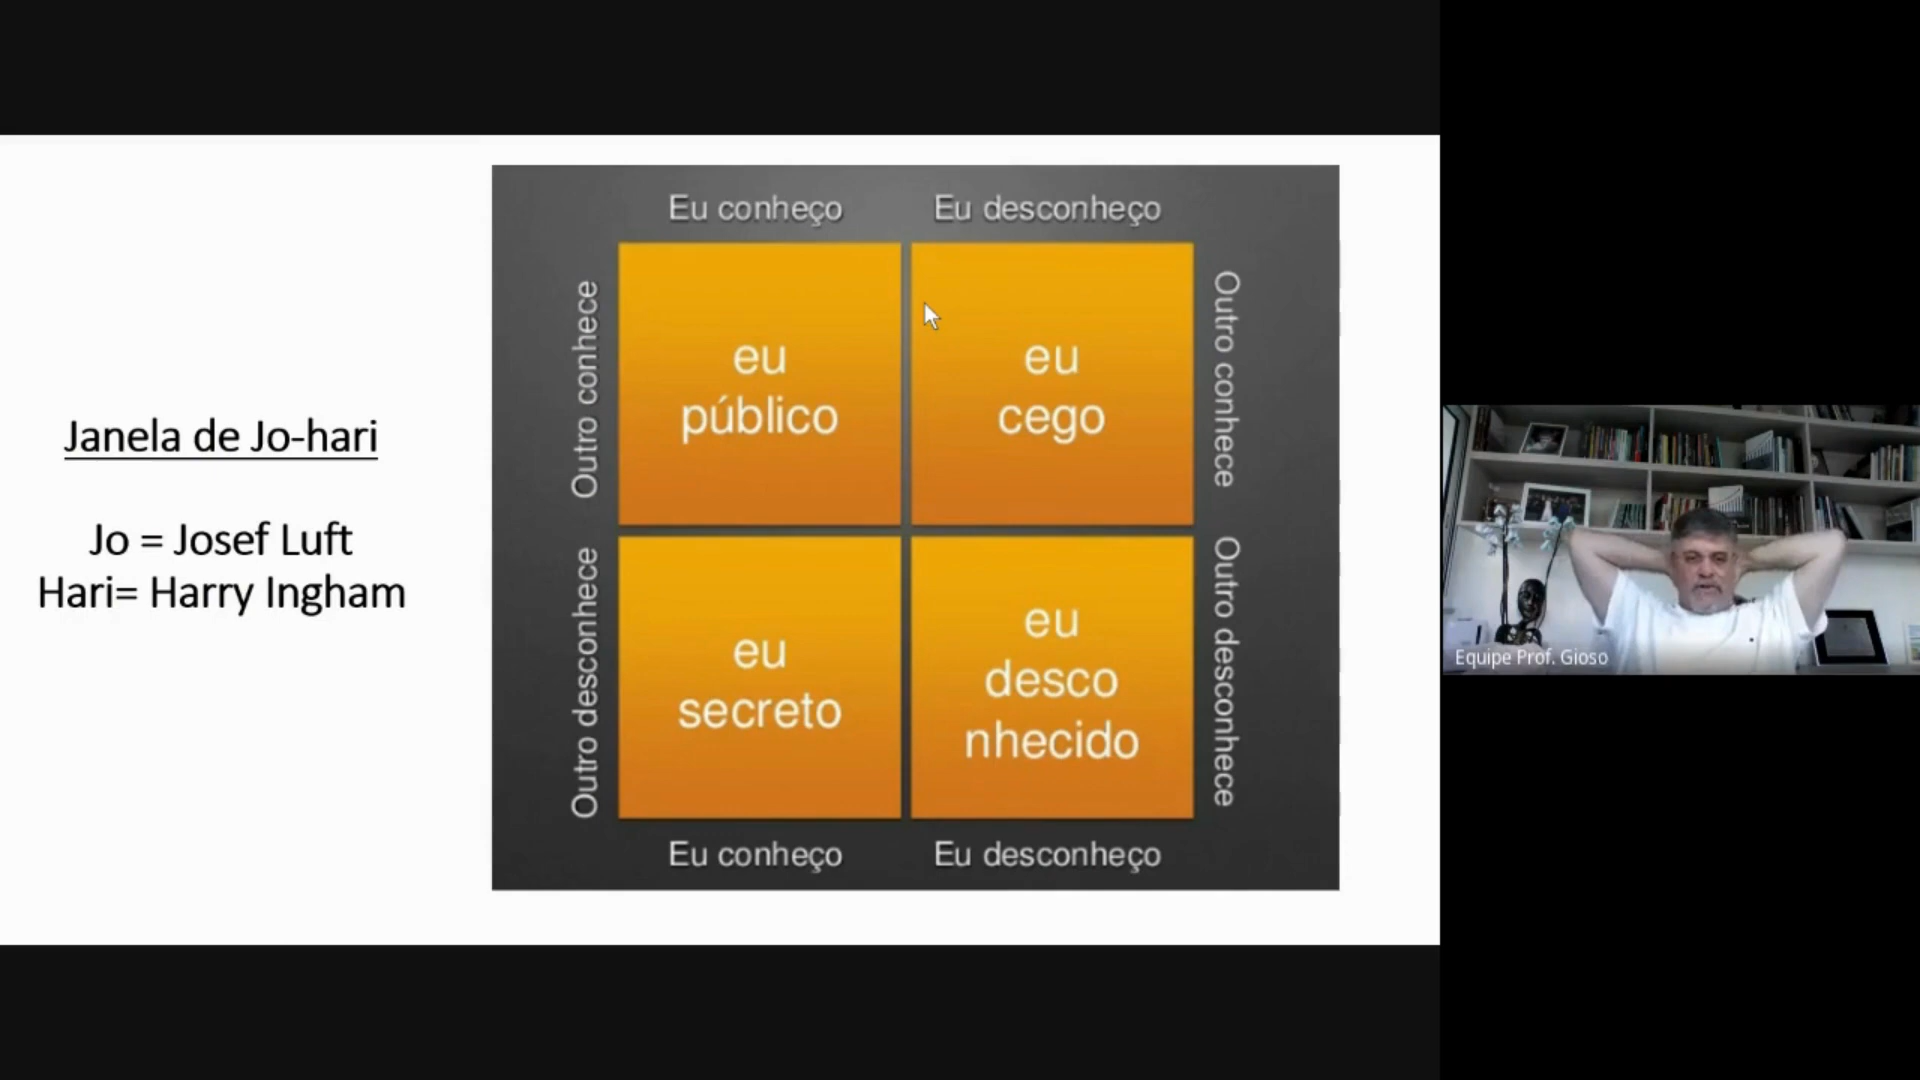 Janela de Jo-hari
Jo = Josef Luft
Hari= Harry Ingham
Eu conheço
Eu desconheço
Outro conhece
eu
público
eu
cego
Outro conhece
Outro desconhece
eu
secreto
eu
desco
nhecido
Outro desconhece
Eu conheço
Eu desconheço
Equipe Prof. Gioso